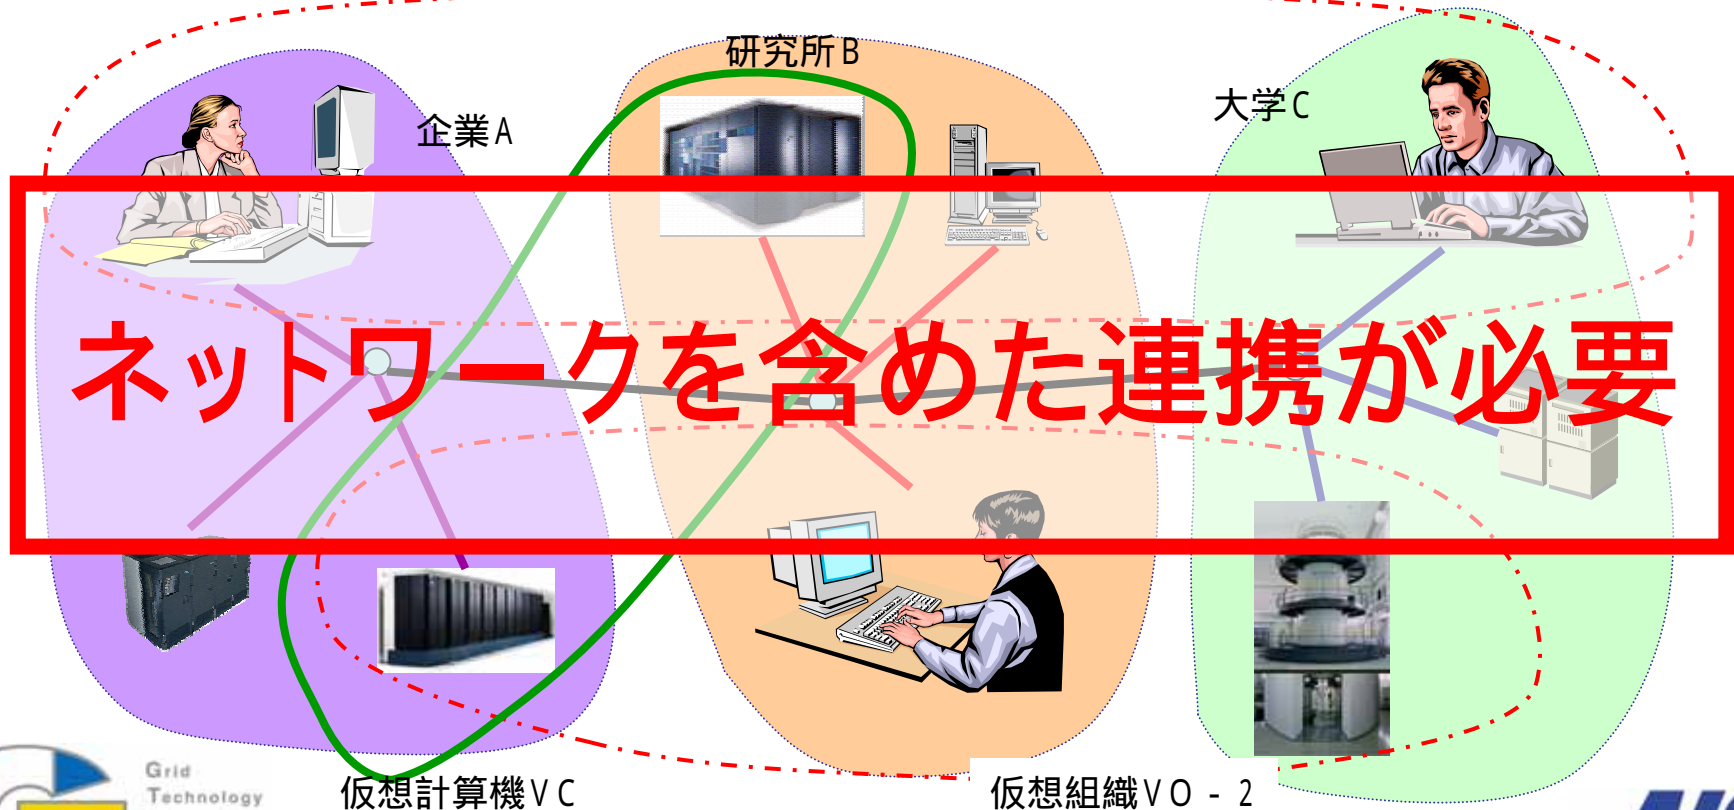 研究所B
大学C
企業A
ネットワークを含めた連携が必要
仮想計算機VC
仮想組織VO - 2
Grid
Technology